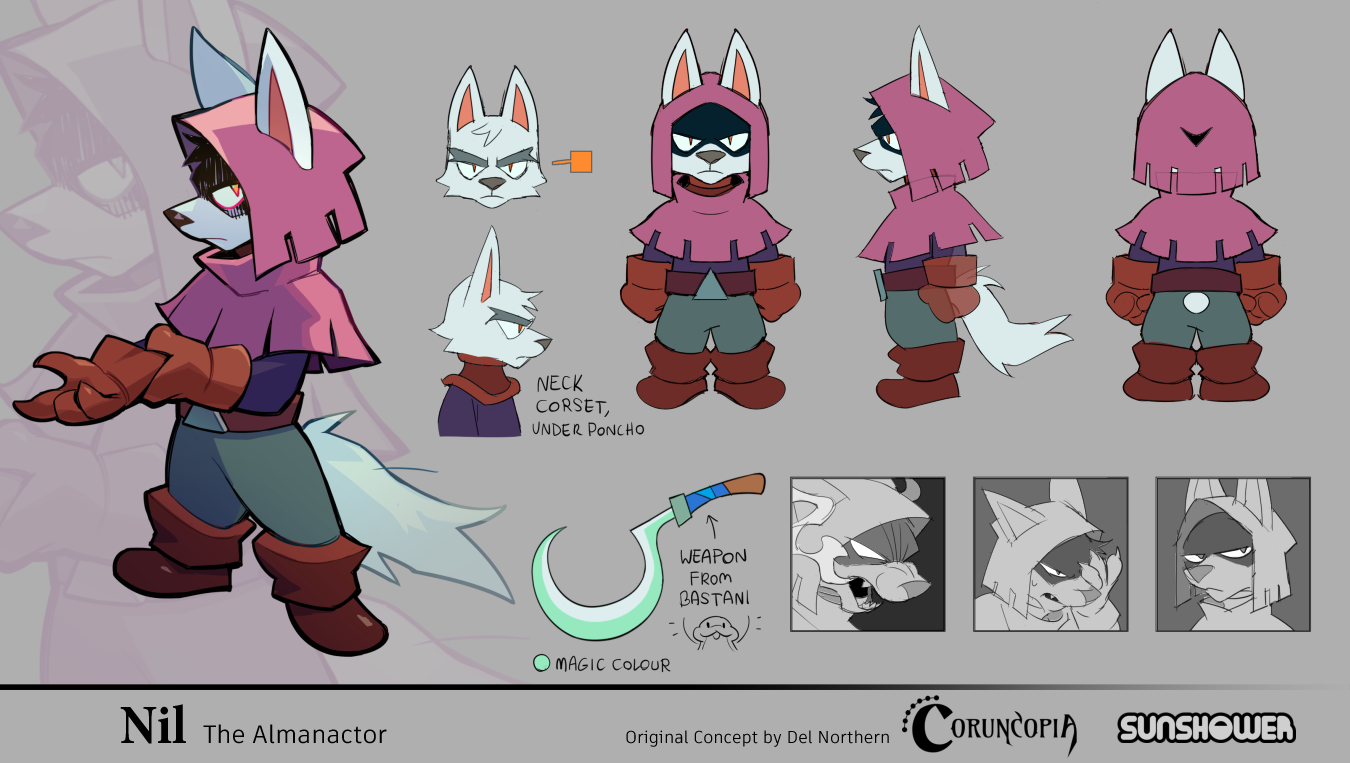 NECK
CORSET,
UNDER PONCHO
WEAPON
FROM
BASTANI
MAGIC COLOUR
Nil The Almanactor
Original Concept by Del Northern
CORUNCOPIA
SUNSHOWER